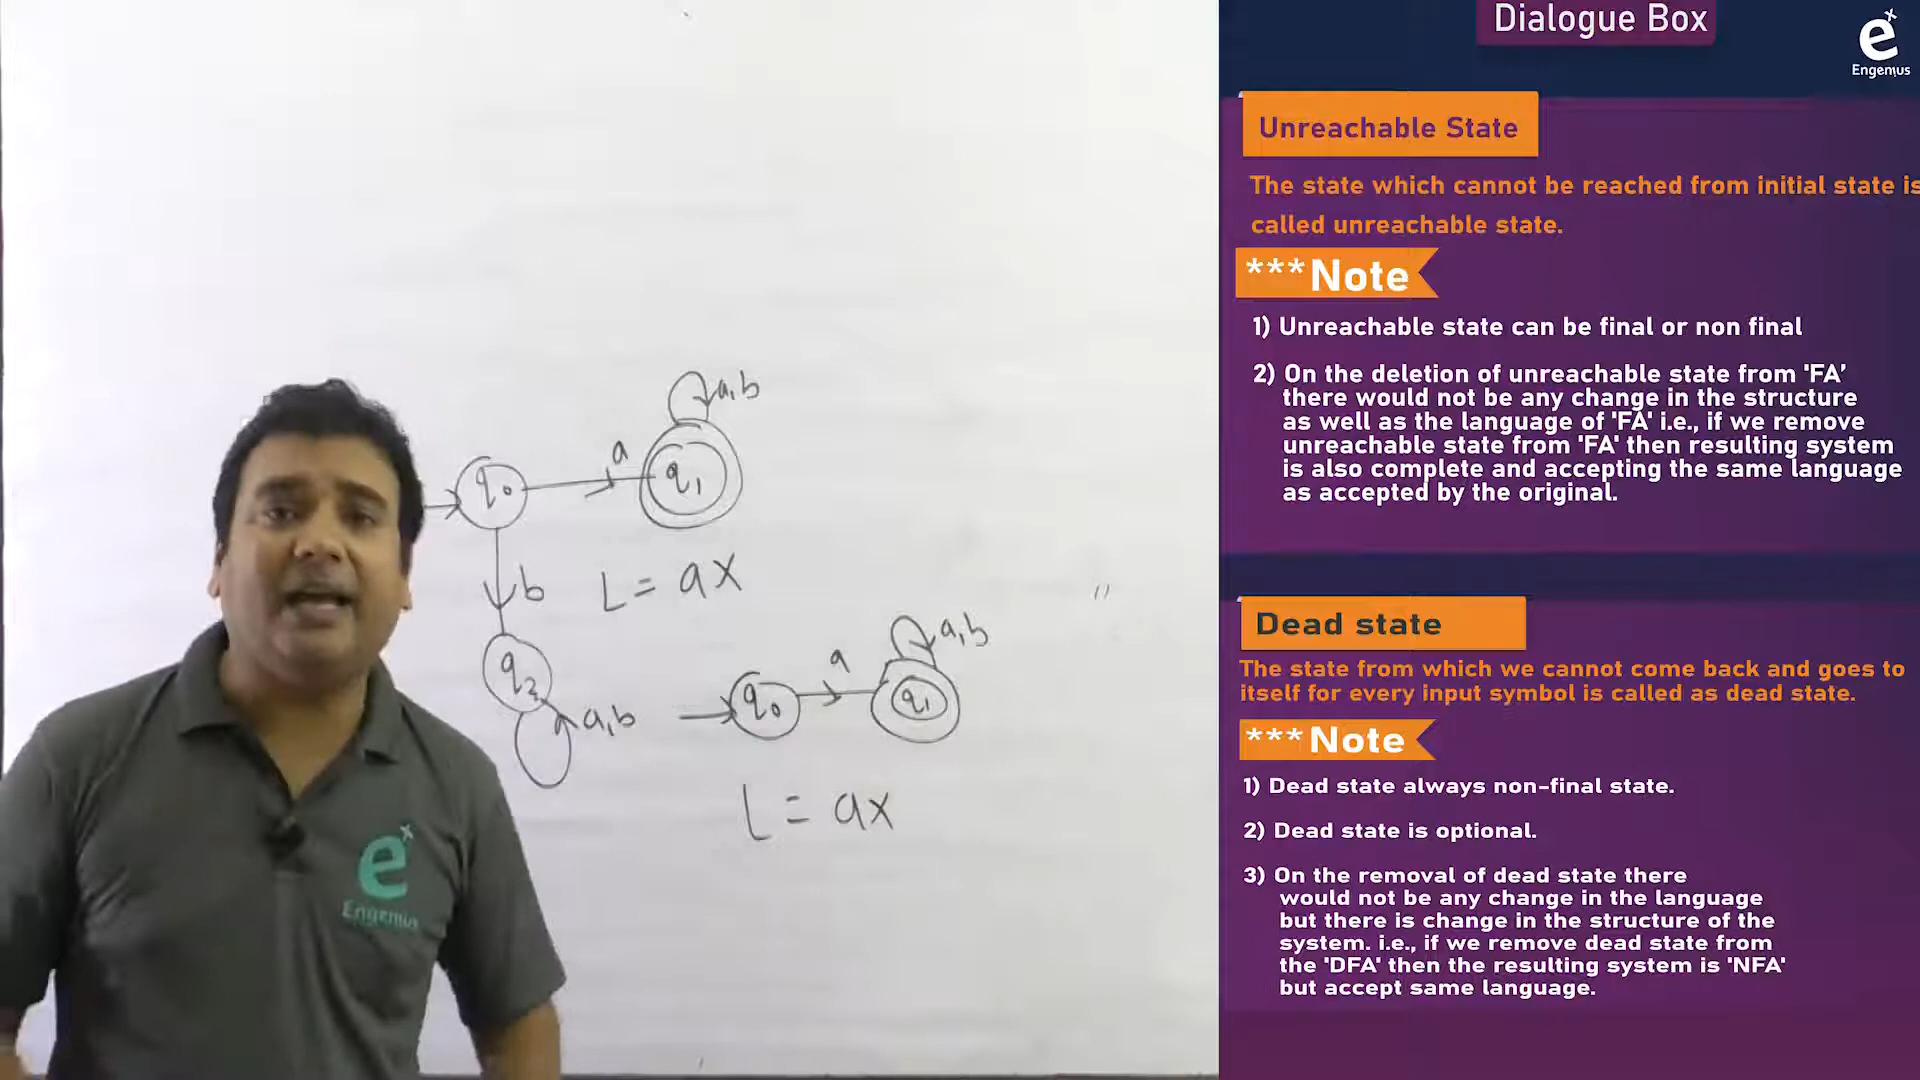 Dialogue Box
eˣ
Engenius
Unreachable State
The state which cannot be reached from initial state is
called unreachable state.
***Note
1) Unreachable state can be final or non final
2) On the deletion of unreachable state from 'FA'
there would not be any change in the structure
as well as the language of 'FA' i.e., if we remove
unreachable state from 'FA' then resulting system
is also complete and accepting the same language
as accepted by the original.
Dead state
The state from which we cannot come back and goes to
itself for every input symbol is called as dead state.
***Note
1) Dead state always non-final state.
2) Dead state is optional.
3) On the removal of dead state there
would not be any change in the language
but there is change in the structure of the
system. i.e., if we remove dead state from
the 'DFA' then the resulting system is 'NFA'
but accept same language.
a,b
a
q₀
q₁
b
L = ax
q₂
a,b
a,b
a
q₀
q₁
L = ax
eˣ
Engenius